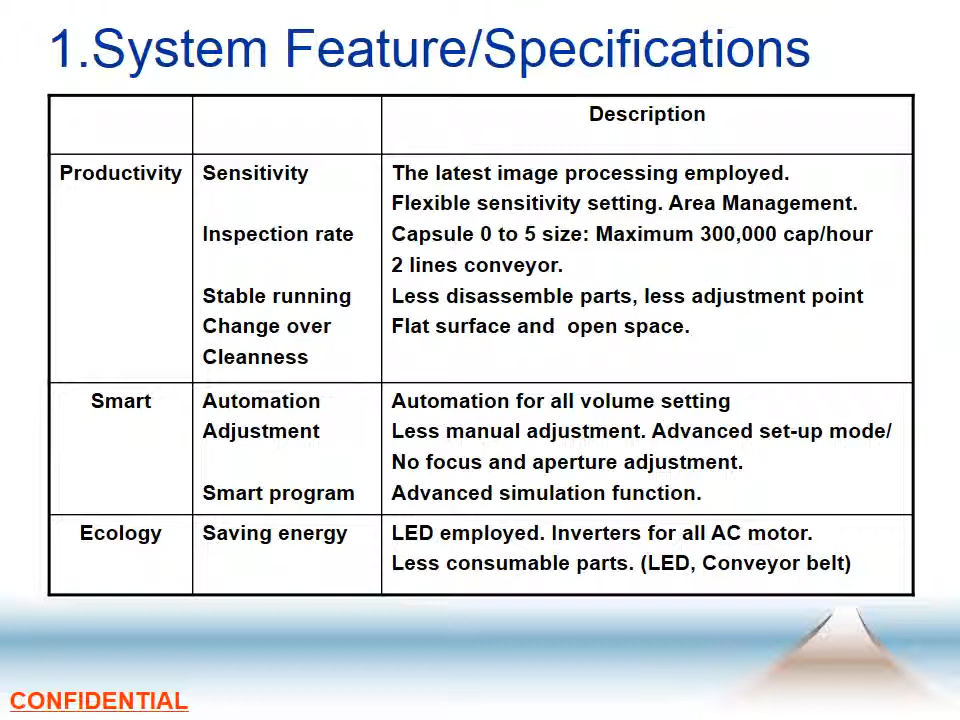 1.System Feature/Specifications
Description
Productivity Sensitivity The latest image processing employed.
Flexible sensitivity setting. Area Management.
Inspection rate Capsule 0 to 5 size: Maximum 300,000 cap/hour
2 lines conveyor.
Stable running Less disassemble parts, less adjustment point
Change over Flat surface and  open space.
Cleanness
Smart Automation Automation for all volume setting
Adjustment Less manual adjustment. Advanced set-up mode/
No focus and aperture adjustment.
Smart program Advanced simulation function.
Ecology Saving energy LED employed. Inverters for all AC motor.
Less consumable parts. (LED, Conveyor belt)
CONFIDENTIAL